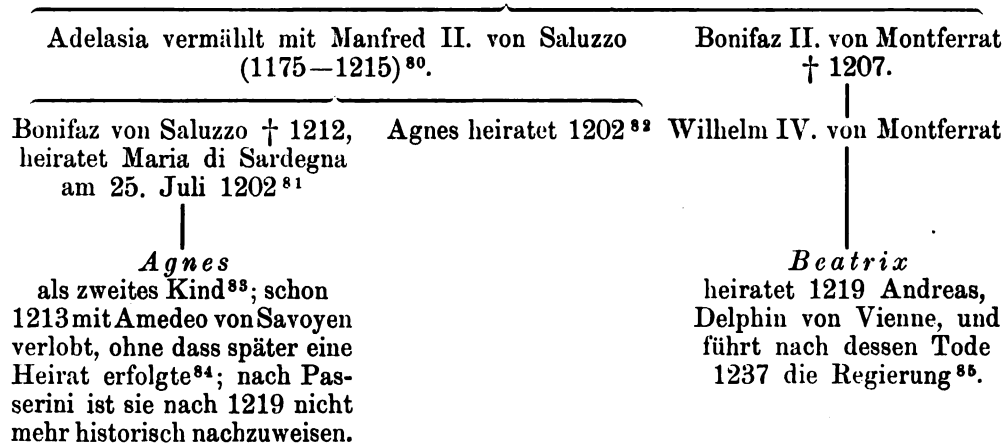 Adelasia vermählt mit Manfred II. von Saluzzo
(1175—1215)⁸⁰.
Bonifaz II. von Montferrat
† 1207.
Bonifaz von Saluzzo † 1212,
heiratet Maria di Sardegna
am 25. Juli 1202⁸¹
Agnes heiratet 1202⁸²
Wilhelm IV. von Montferrat
Agnes
als zweites Kind⁸³; schon
1213 mit Amedeo von Savoyen
verlobt, ohne dass später eine
Heirat erfolgte⁸⁴; nach Pas-
serini ist sie nach 1219 nicht
mehr historisch nachzuweisen.
Beatrix
heiratet 1219 Andreas,
Delphin von Vienne, und
führt nach dessen Tode
1237 die Regierung⁸⁵.